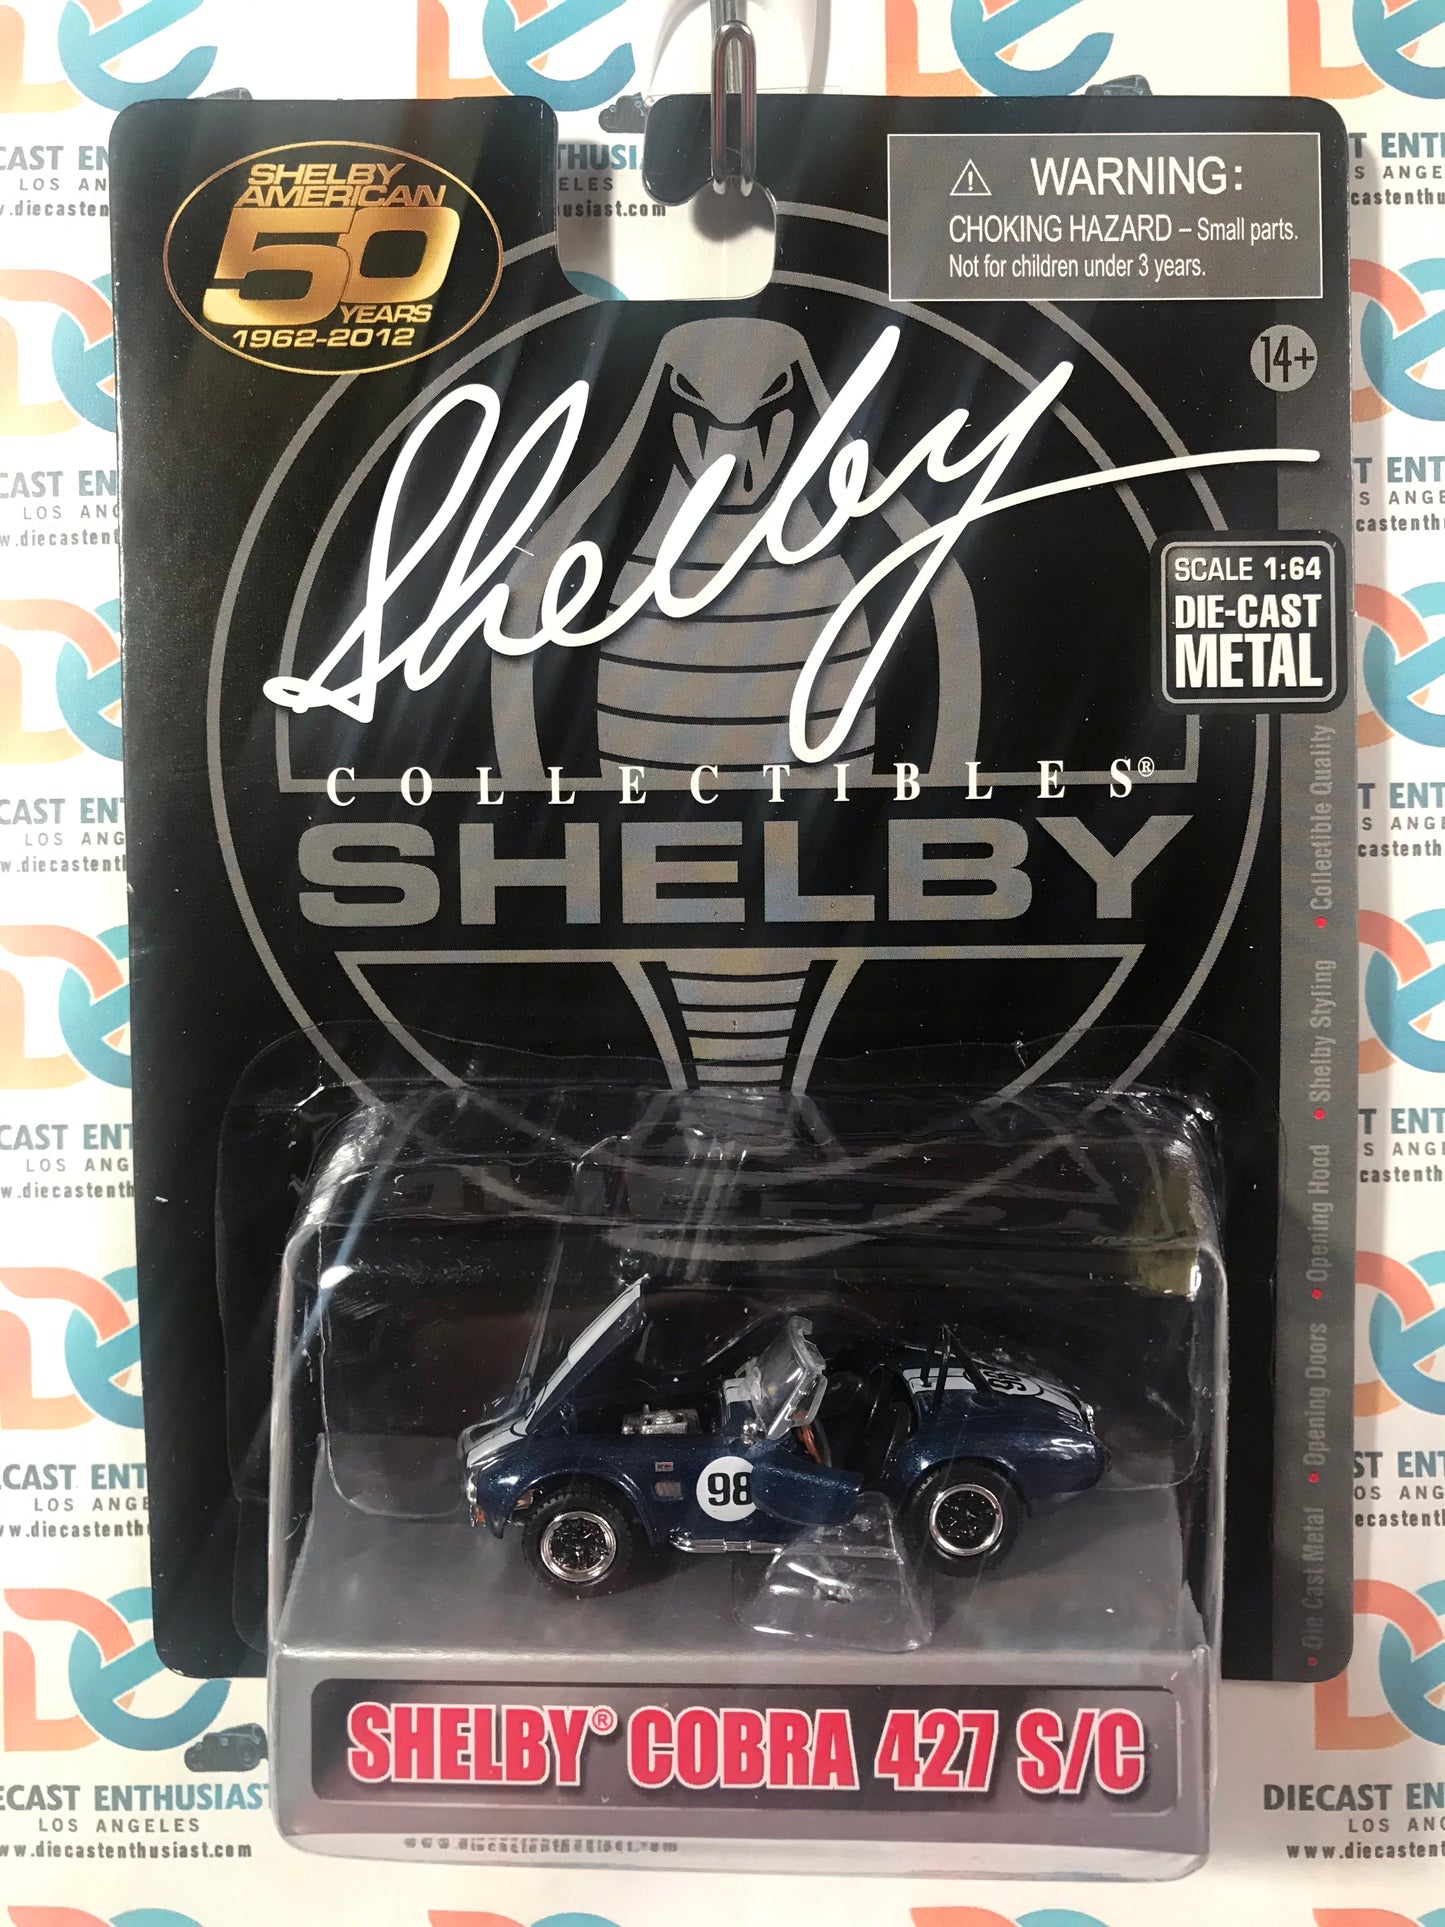 SHELBY
AMERICAN
50
YEARS
1962-2012
WARNING:
CHOKING HAZARD – Small parts.
Not for children under 3 years.
14+
Shelby
COLLECTIBLES®
SHELBY
SCALE 1:64
DIE-CAST
METAL
• Die Cast Metal • Opening Doors • Opening Hood • Shelby Styling • Collectible Quality
98
98
SHELBY® COBRA 427 S/C
DIECAST ENTHUSIAST
LOS ANGELES
www.diecastenthusiast.com